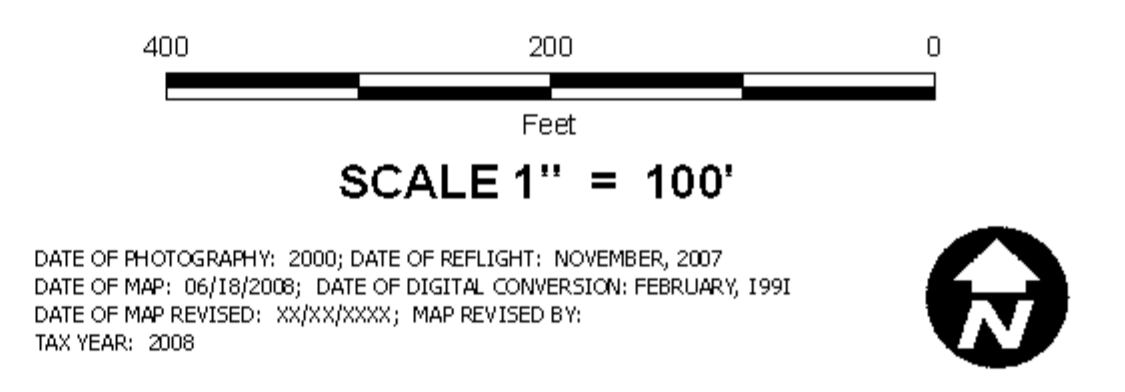 400 200 0
Feet
SCALE 1" = 100'
DATE OF PHOTOGRAPHY: 2000; DATE OF REFLIGHT: NOVEMBER, 2007
DATE OF MAP: 06/18/2008; DATE OF DIGITAL CONVERSION: FEBRUARY, 1991
DATE OF MAP REVISED: XX/XX/XXXX; MAP REVISED BY:
TAX YEAR: 2008
N